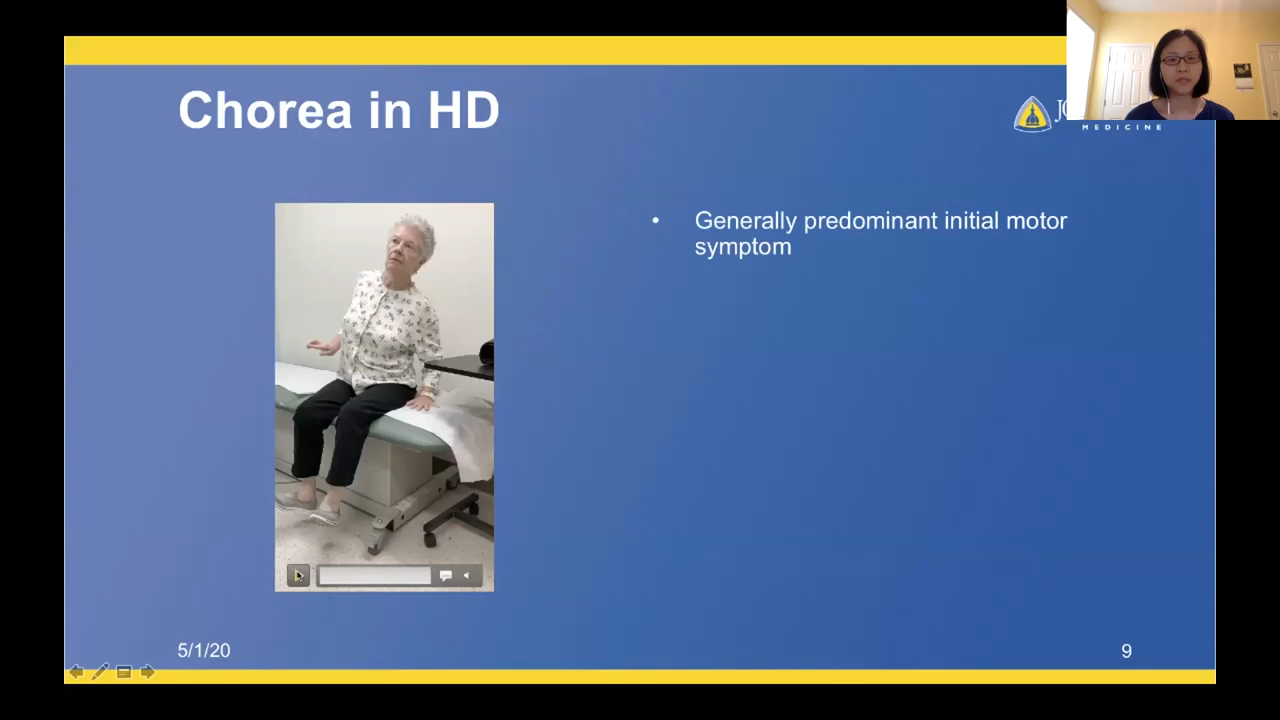 Chorea in HD
MEDICINE
• Generally predominant initial motor
symptom
5/1/20
9